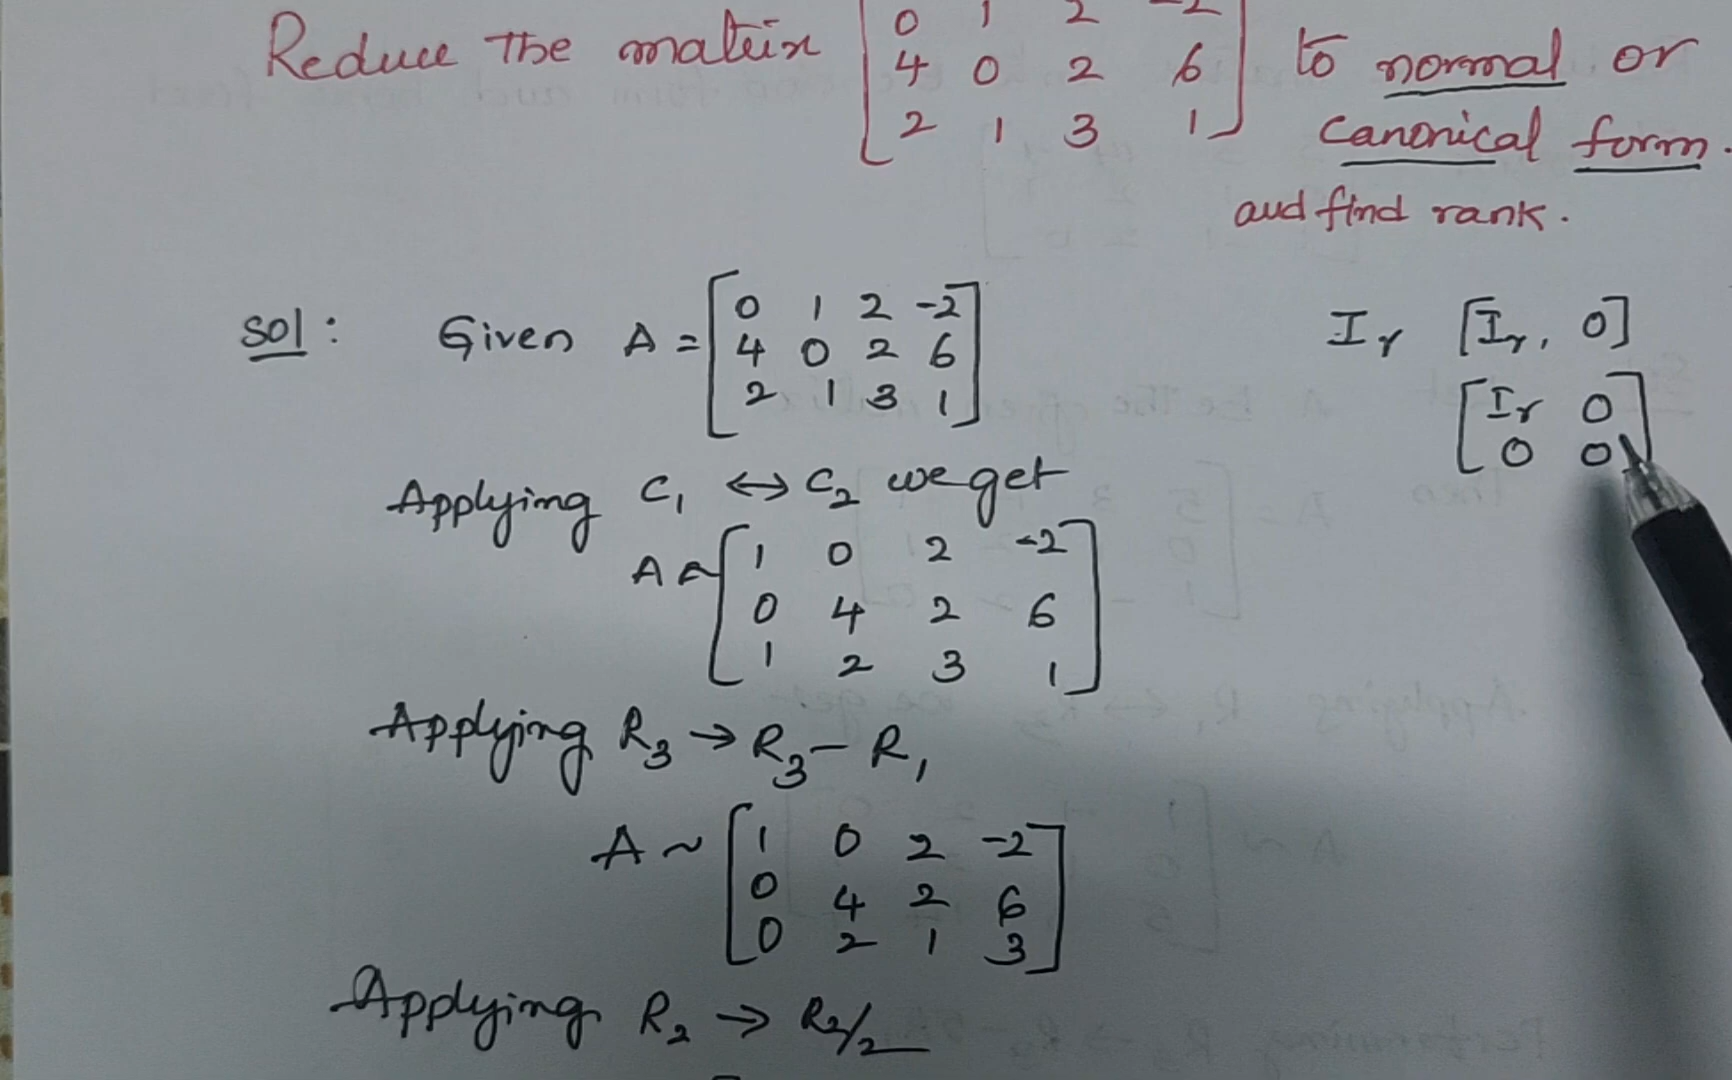 Reduce The matrix [0 1 2 -2 to normal or
4 0 2 6
2 1 3 1] canonical form.
and find rank.
Sol: Given A = [0 1 2 -2 Ir [Ir, 0]
4 0 2 6
2 1 3 1] [Ir 0
0 0]
Applying C1 ↔ C2 we get
A ~ [1 0 2 -2
0 4 2 6
1 2 3 1]
Applying R3 → R3 - R1
A ~ [1 0 2 -2
0 4 2 6
0 2 1 3]
Applying R2 → R2/2